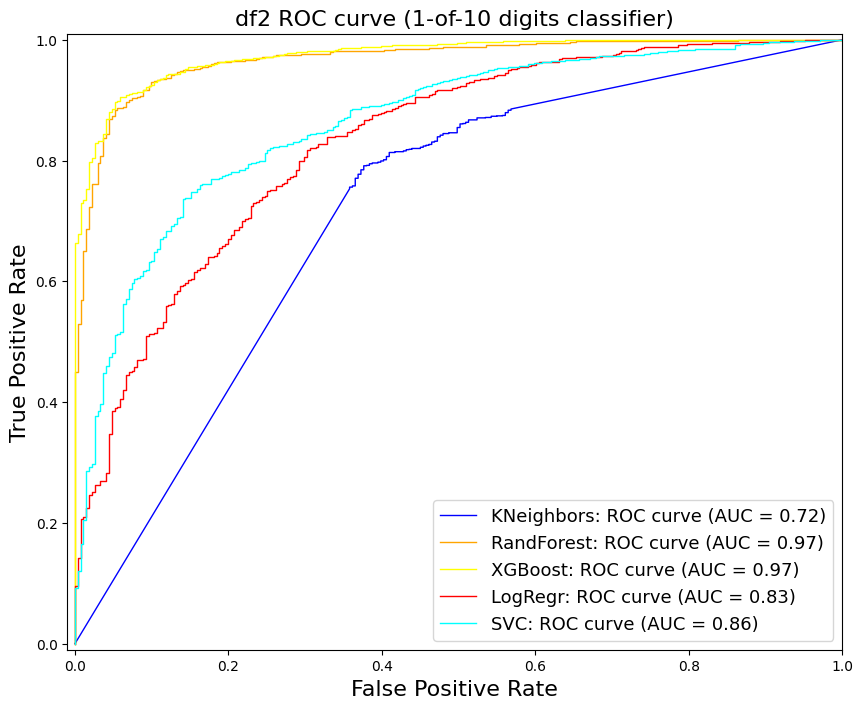 df2 ROC curve (1-of-10 digits classifier)
1.0
0.8
0.6
0.4
0.2
0.0
True Positive Rate
KNeighbors: ROC curve (AUC = 0.72)
RandForest: ROC curve (AUC = 0.97)
XGBoost: ROC curve (AUC = 0.97)
LogRegr: ROC curve (AUC = 0.83)
SVC: ROC curve (AUC = 0.86)
0.0 0.2 0.4 0.6 0.8 1.0
False Positive Rate